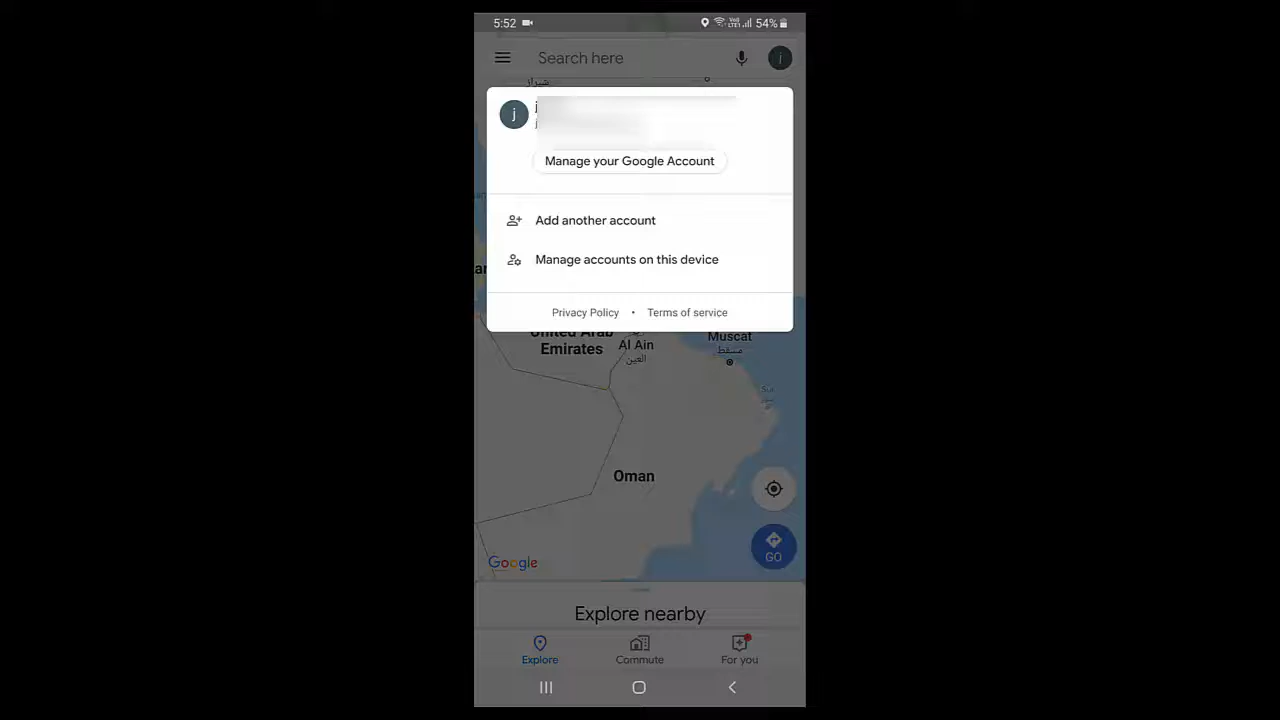 5:52 54%
Search here
j
شیراز
j
j
j
Manage your Google Account
Add another account
Manage accounts on this device
Privacy Policy • Terms of service
United Arab
Emirates
Al Ain
العين
Muscat
مسقط
Sur
Oman
GO
Google
Explore nearby
Explore
Commute
For you